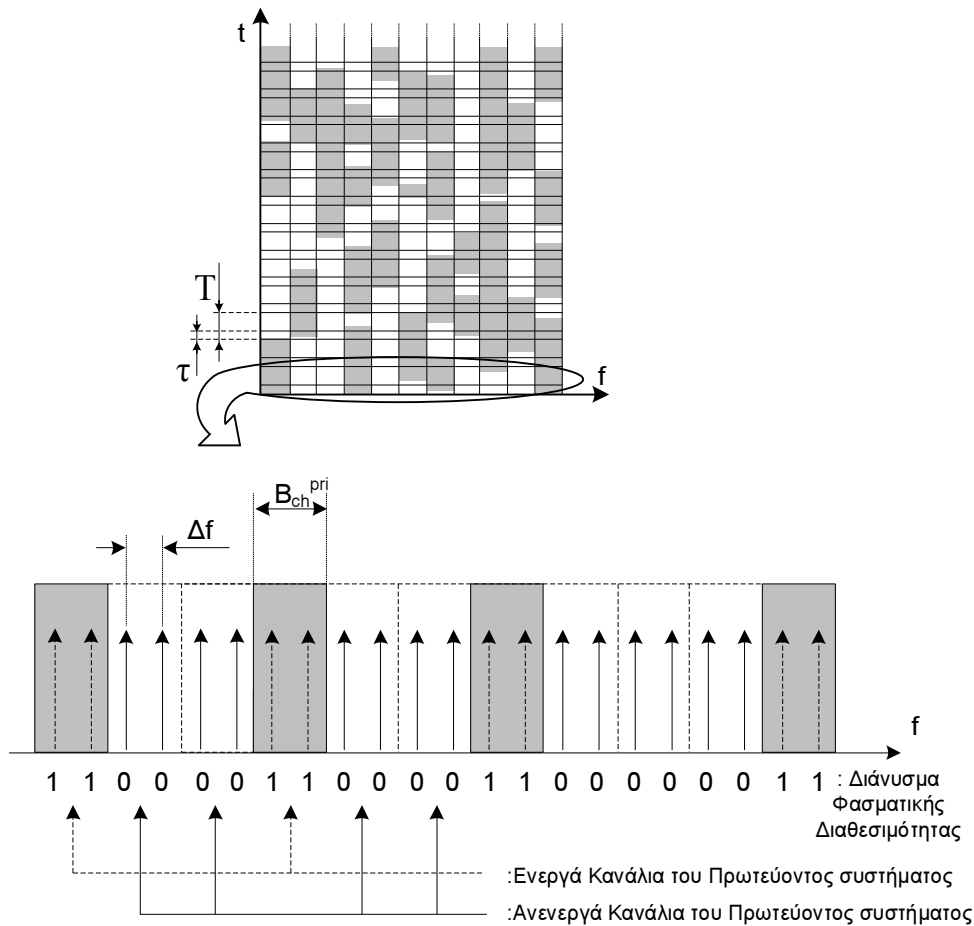 t
T
τ
f
B_ch^pri
Δf
f
1 1 0 0 0 0 1 1 0 0 0 0 1 1 0 0 0 0 0 0 1 1
: Διάνυσμα
Φασματικής
Διαθεσιμότητας
:Ενεργά Κανάλια του Πρωτεύοντος συστήματος
:Ανενεργά Κανάλια του Πρωτεύοντος συστήματος